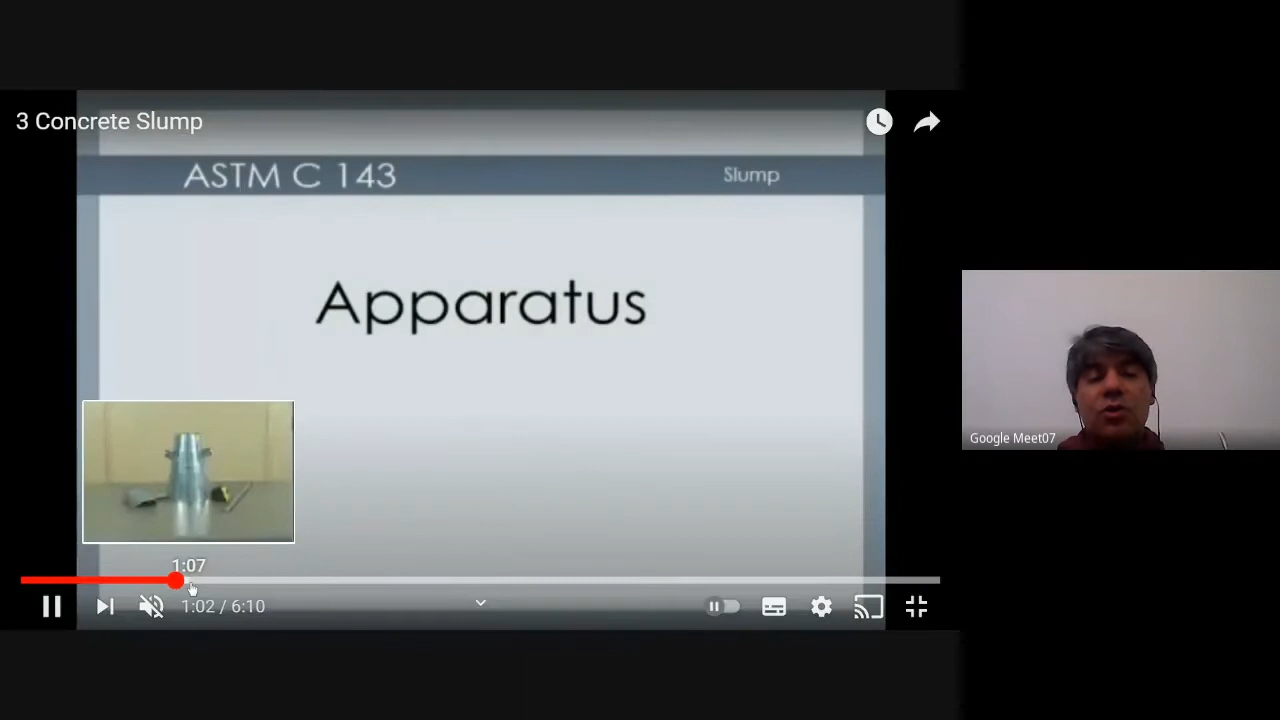 3 Concrete Slump
ASTM C 143
Slump
Apparatus
Google Meet07
1:07
1:02 / 6:10